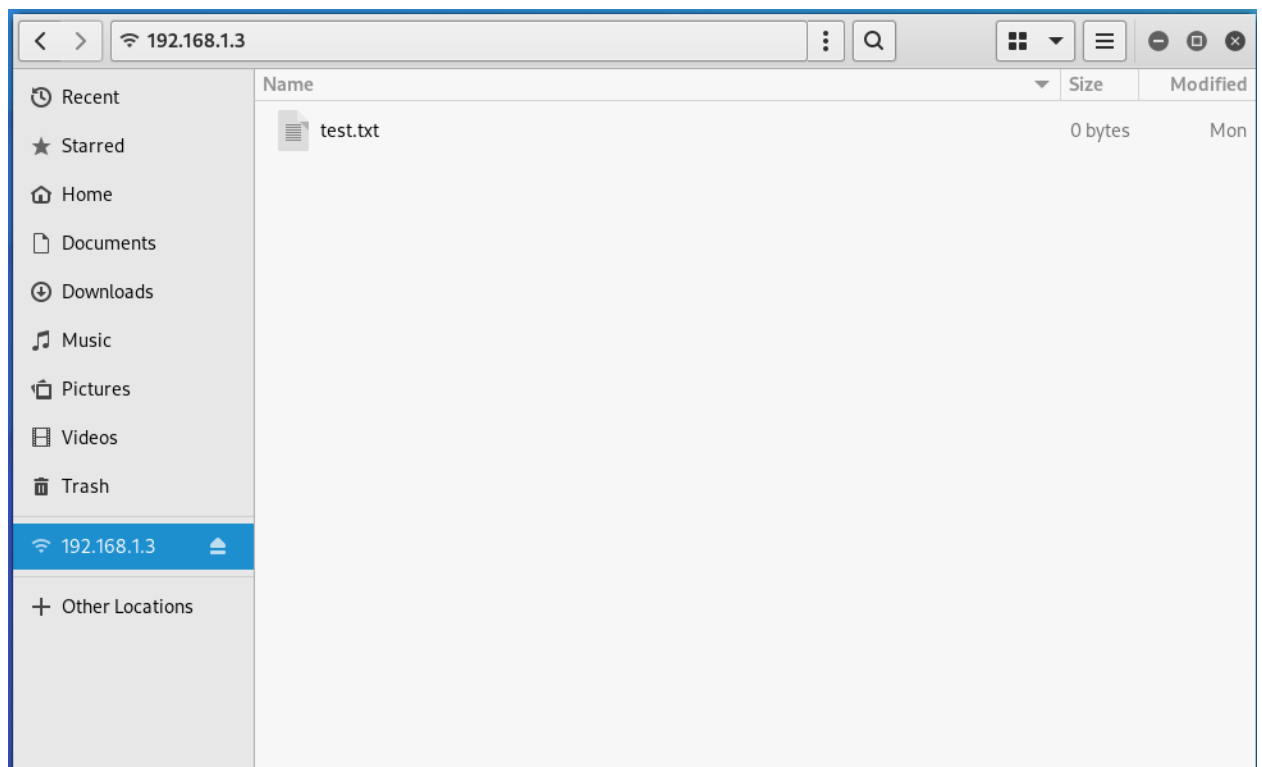 192.168.1.3
Name Size Modified
Recent
test.txt 0 bytes Mon
Starred
Home
Documents
Downloads
Music
Pictures
Videos
Trash
192.168.1.3
Other Locations